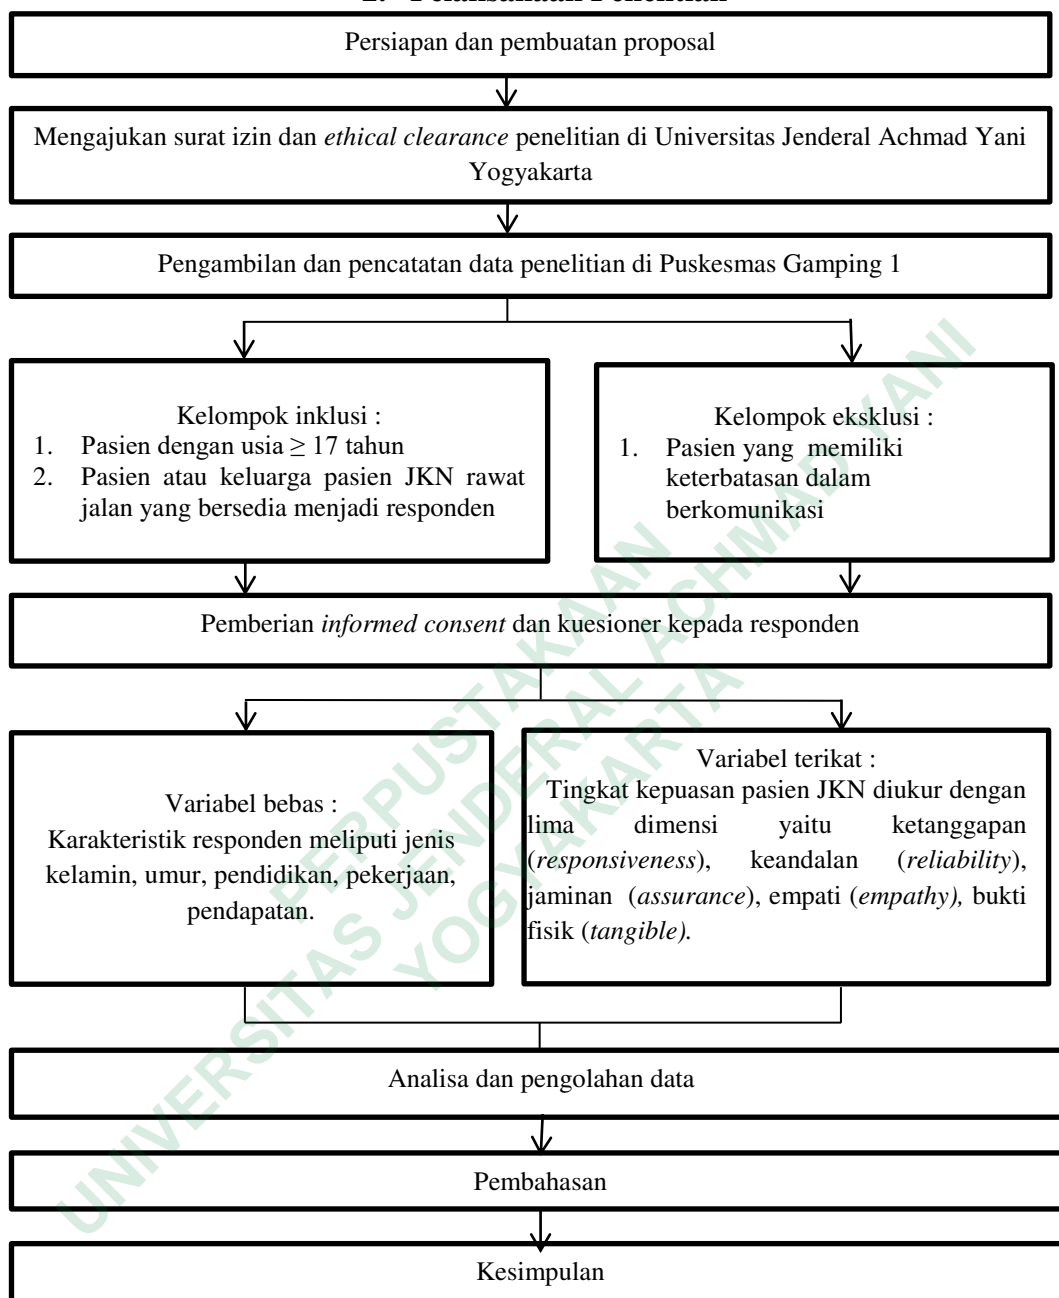 2. Pelaksanaan Penelitian
Persiapan dan pembuatan proposal
Mengajukan surat izin dan ethical clearance penelitian di Universitas Jenderal Achmad Yani
Yogyakarta
Pengambilan dan pencatatan data penelitian di Puskesmas Gamping 1
Kelompok inklusi :
1. Pasien dengan usia ≥ 17 tahun
2. Pasien atau keluarga pasien JKN rawat
jalan yang bersedia menjadi responden
Kelompok eksklusi :
1. Pasien yang memiliki
keterbatasan dalam
berkomunikasi
Pemberian informed consent dan kuesioner kepada responden
Variabel bebas :
Karakteristik responden meliputi jenis
kelamin, umur, pendidikan, pekerjaan,
pendapatan.
Variabel terikat :
Tingkat kepuasan pasien JKN diukur dengan
lima dimensi yaitu ketanggapan
(responsiveness), keandalan (reliability),
jaminan (assurance), empati (empathy), bukti
fisik (tangible).
Analisa dan pengolahan data
Pembahasan
Kesimpulan
PERPUSTAKAAN
UNIVERSITAS JENDERAL ACHMAD YANI
YOGYAKARTA